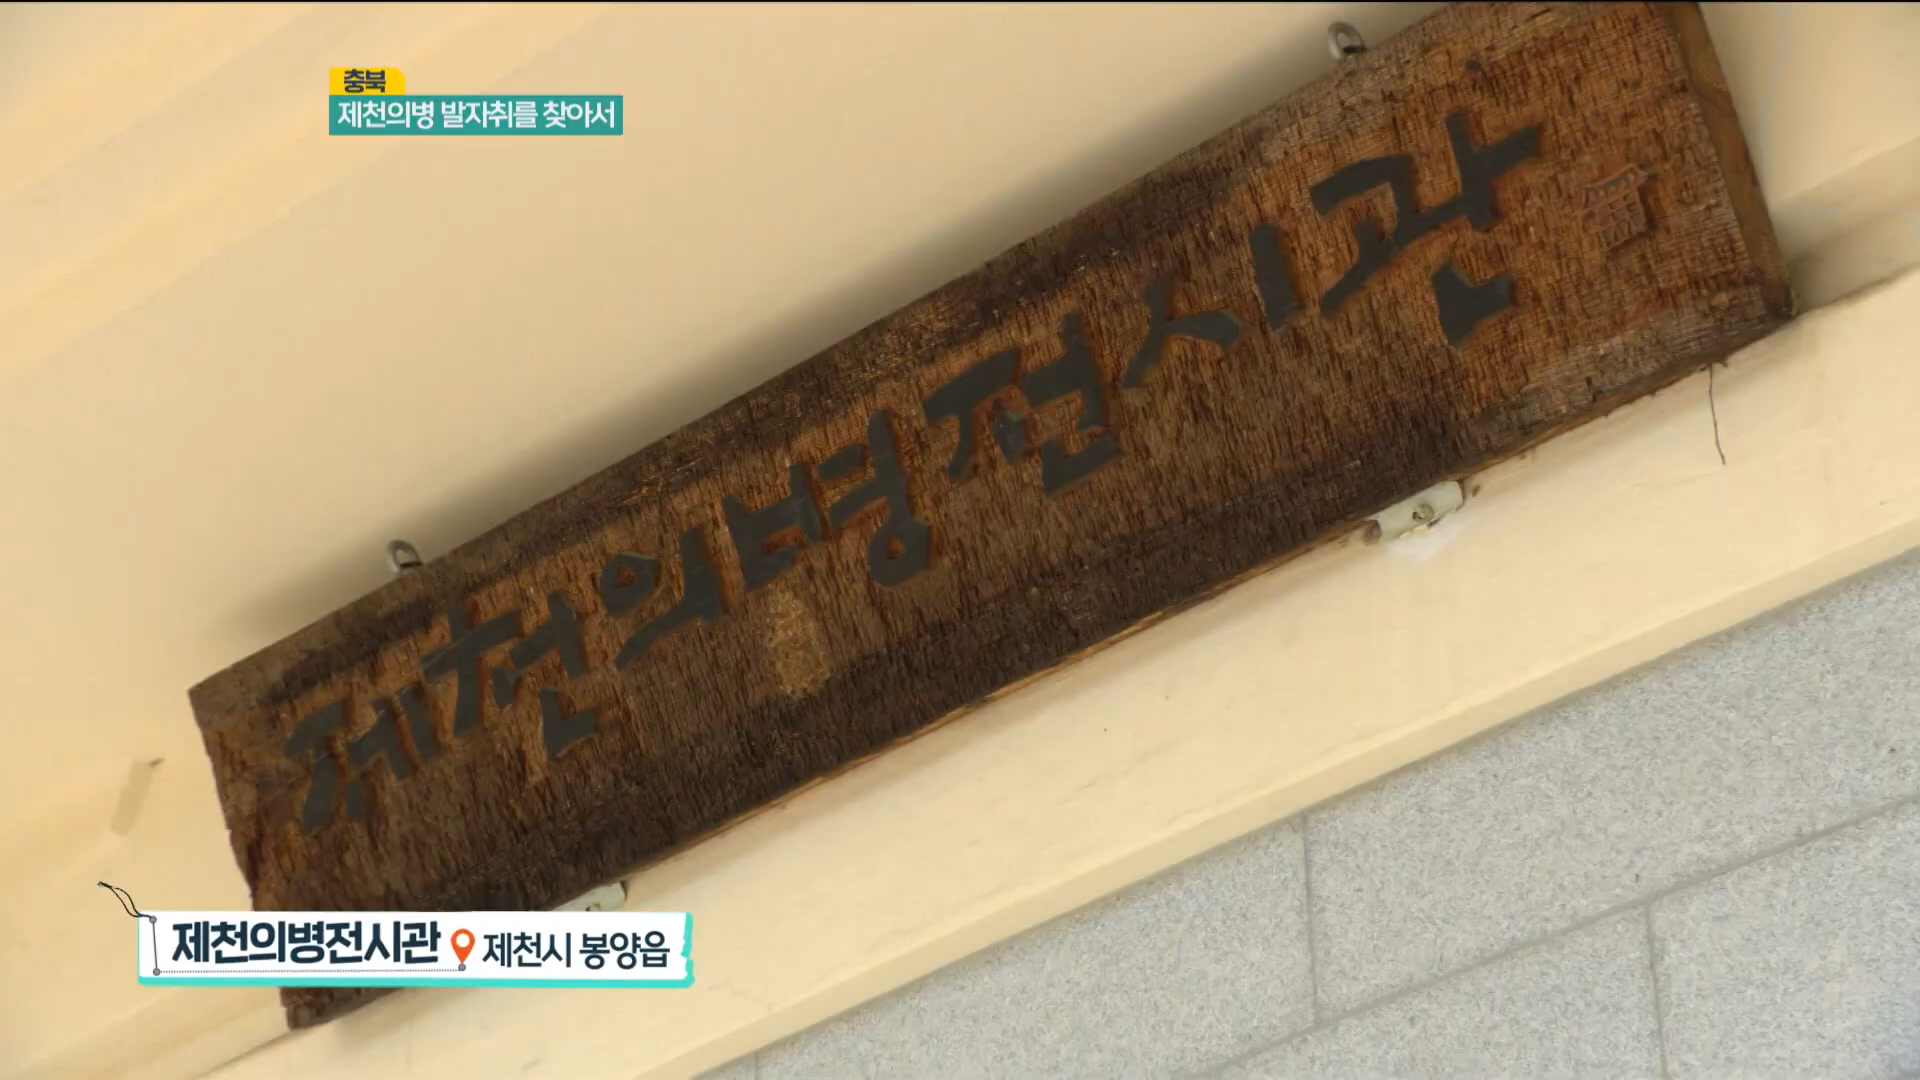 충북
제천의병 발자취를 찾아서
제천의병전시관
제천의병전시관 제천시 봉양읍